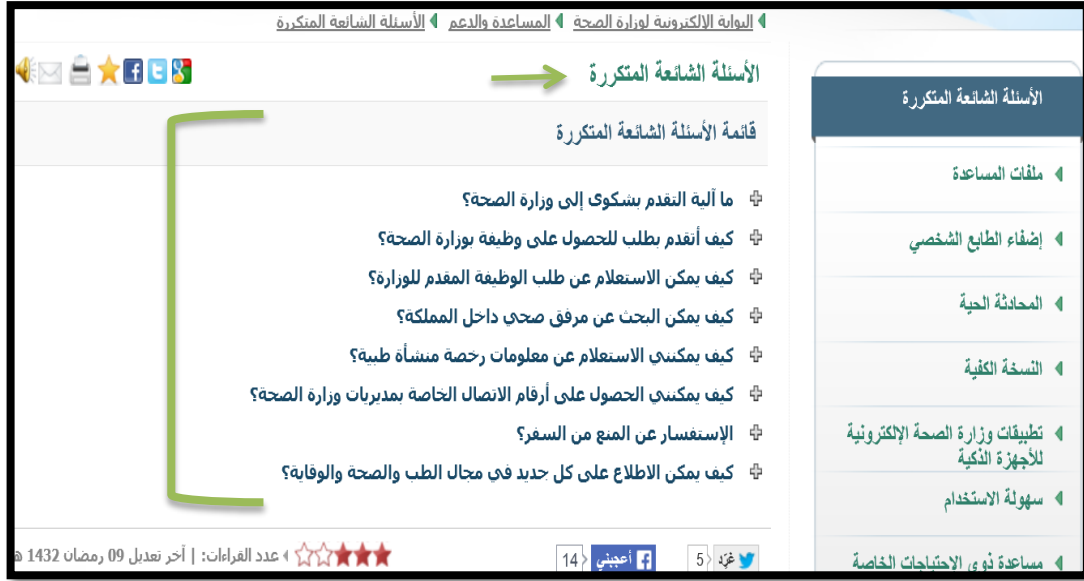 البوابة الالكترونية لوزارة الصحة المساعدة والدعم الأسئلة الشائعة المتكررة
الأسئلة الشائعة المتكررة
قائمة الأسئلة الشائعة المتكررة
ما آلية التقدم بشكوى إلى وزارة الصحة؟
كيف أتقدم بطلب للحصول على وظيفة بوزارة الصحة؟
كيف يمكن الاستعلام عن طلب الوظيفة المقدم للوزارة؟
كيف يمكن البحث عن مرفق صحي داخل المملكة؟
كيف يمكنني الاستعلام عن معلومات رخصة منشأة طبية؟
كيف يمكنني الحصول على أرقام الاتصال الخاصة بمديريات وزارة الصحة؟
الإستفسار عن المنع من السفر؟
كيف يمكن الاطلاع على كل جديد في مجال الطب والصحة والوقاية؟
غرّد 5 أعجبني 14 عدد القراءات: | آخر تعديل 09 رمضان 1432 ه
الأسئلة الشائعة المتكررة
ملفات المساعدة
إضفاء الطابع الشخصي
المحادثة الحية
النسخة الكفية
تطبيقات وزارة الصحة الإلكترونية
للأجهزة الذكية
سهولة الاستخدام
مساعدة ذوي الاحتياجات الخاصة